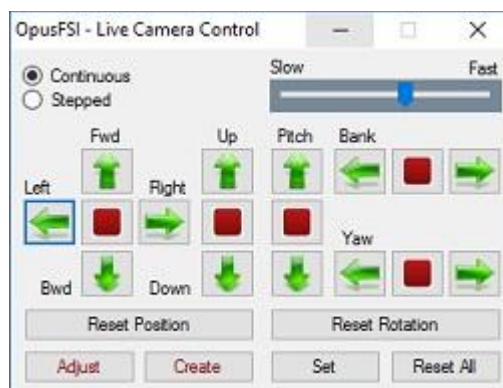 OpusFSI - Live Camera Control
Continuous
Stepped
Slow Fast
Fwd Up Pitch Bank
Left Right
Yaw
Bwd Down
Reset Position Reset Rotation
Adjust Create Set Reset All